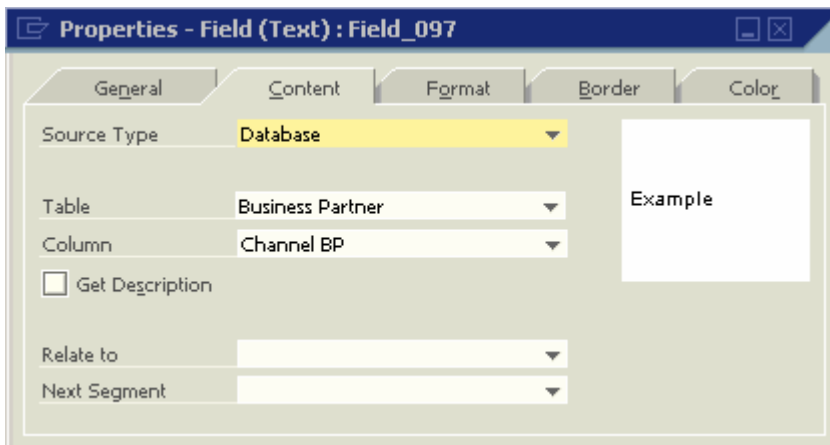 Properties - Field (Text) : Field_097
General Content Format Border Color
Source Type Database
Example
Table Business Partner
Column Channel BP
Get Description
Relate to
Next Segment